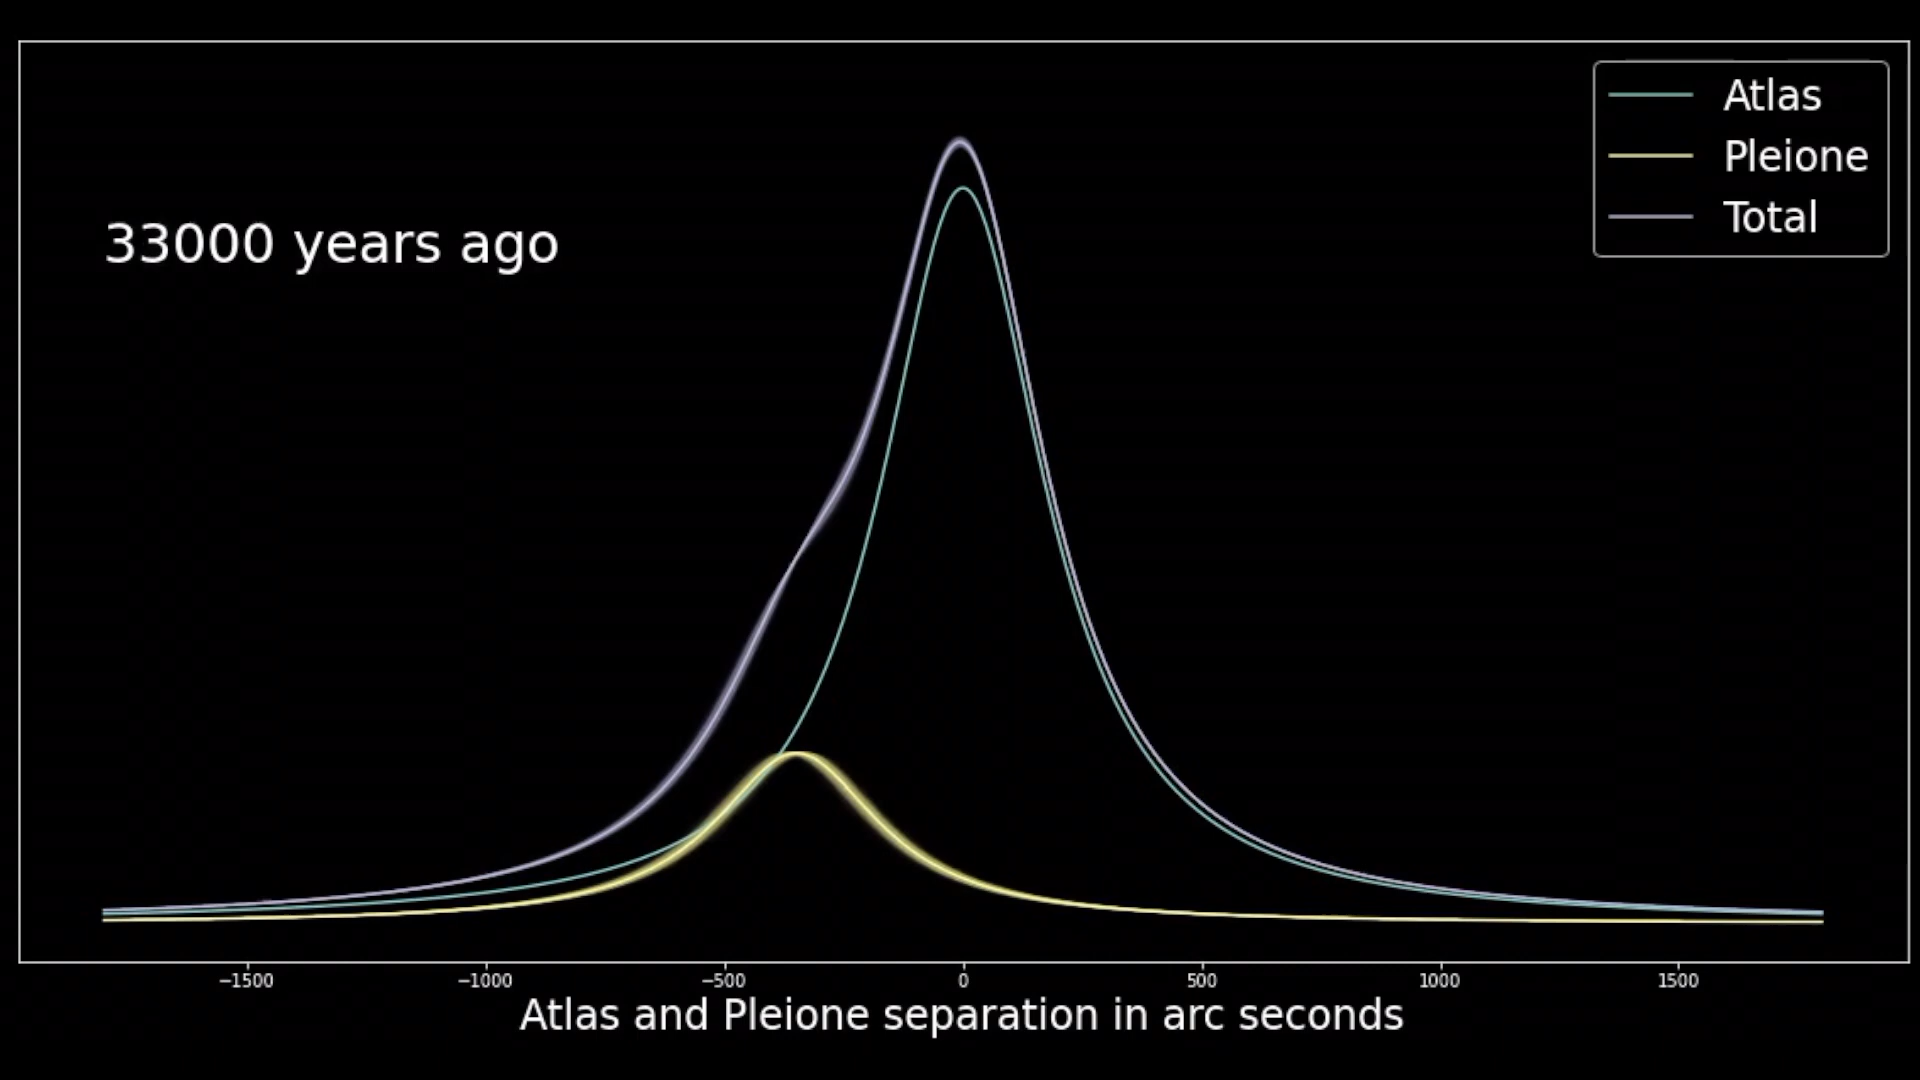 Atlas
Pleione
Total
33000 years ago
−1500 −1000 −500 0 500 1000 1500
Atlas and Pleione separation in arc seconds